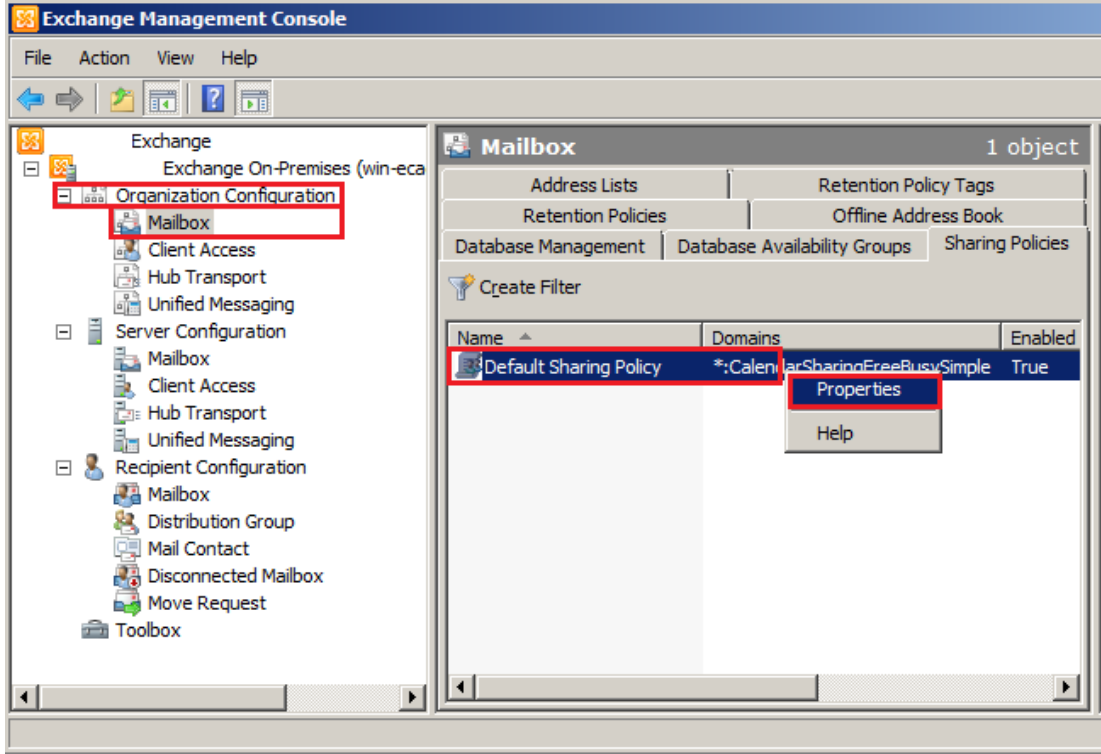 Exchange Management Console
File Action View Help
Exchange
Exchange On-Premises (win-eca
Organization Configuration
Mailbox
Client Access
Hub Transport
Unified Messaging
Server Configuration
Mailbox
Client Access
Hub Transport
Unified Messaging
Recipient Configuration
Mailbox
Distribution Group
Mail Contact
Disconnected Mailbox
Move Request
Toolbox
Mailbox 1 object
Address Lists Retention Policy Tags
Retention Policies Offline Address Book
Database Management Database Availability Groups Sharing Policies
Create Filter
Name Domains Enabled
Default Sharing Policy *:CalendarSharingFreeBusySimple True
Properties
Help